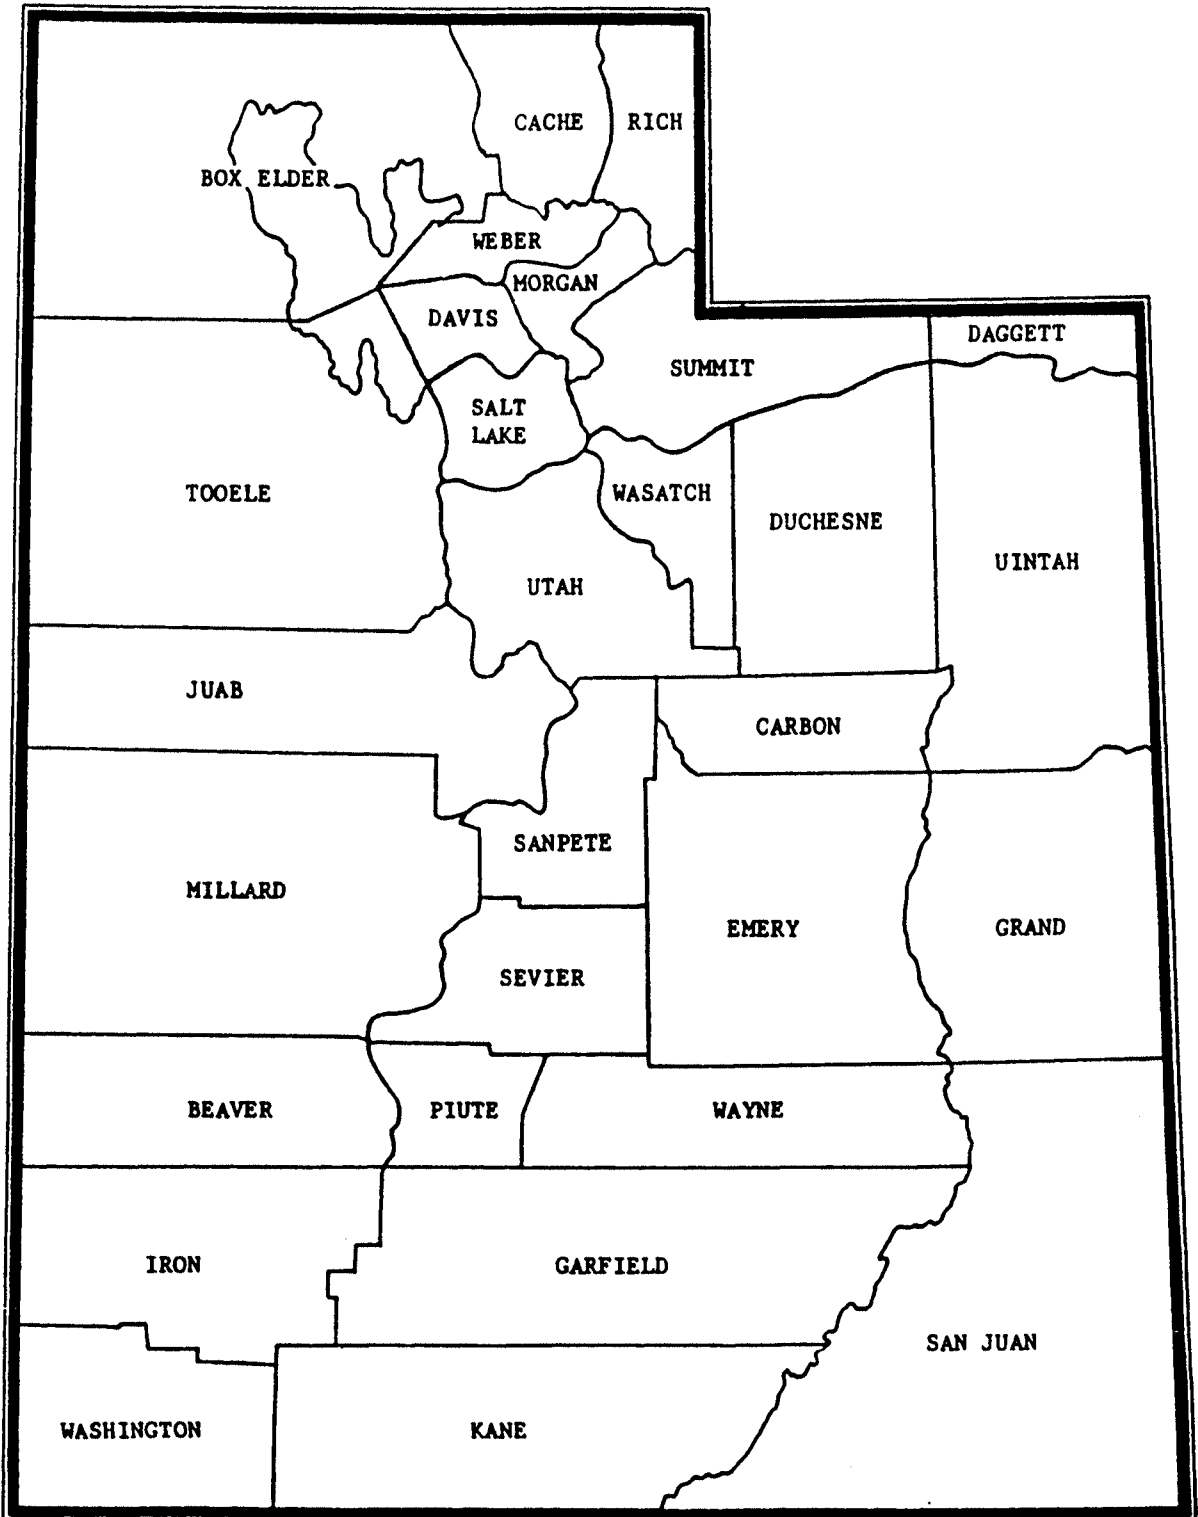 CACHE
RICH
BOX ELDER
WEBER
MORGAN
DAVIS
DAGGETT
SUMMIT
SALT
LAKE
TOOELE
WASATCH
DUCHESNE
UINTAH
UTAH
JUAB
CARBON
SANPETE
MILLARD
EMERY
GRAND
SEVIER
BEAVER
PIUTE
WAYNE
IRON
GARFIELD
SAN JUAN
WASHINGTON
KANE